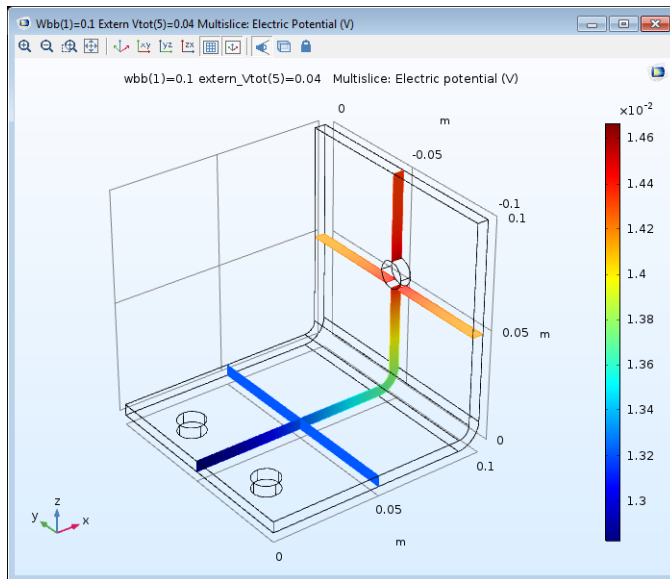 Wbb(1)=0.1 Extern Vtot(5)=0.04 Multislice: Electric Potential (V)
xy yz zx
wbb(1)=0.1 extern_Vtot(5)=0.04 Multislice: Electric potential (V)
0
m
-0.05
-0.1
0.1
0.05 m
0
0.1
0.05
m
0
z
y x
×10⁻²
1.46
1.44
1.42
1.4
1.38
1.36
1.34
1.32
1.3